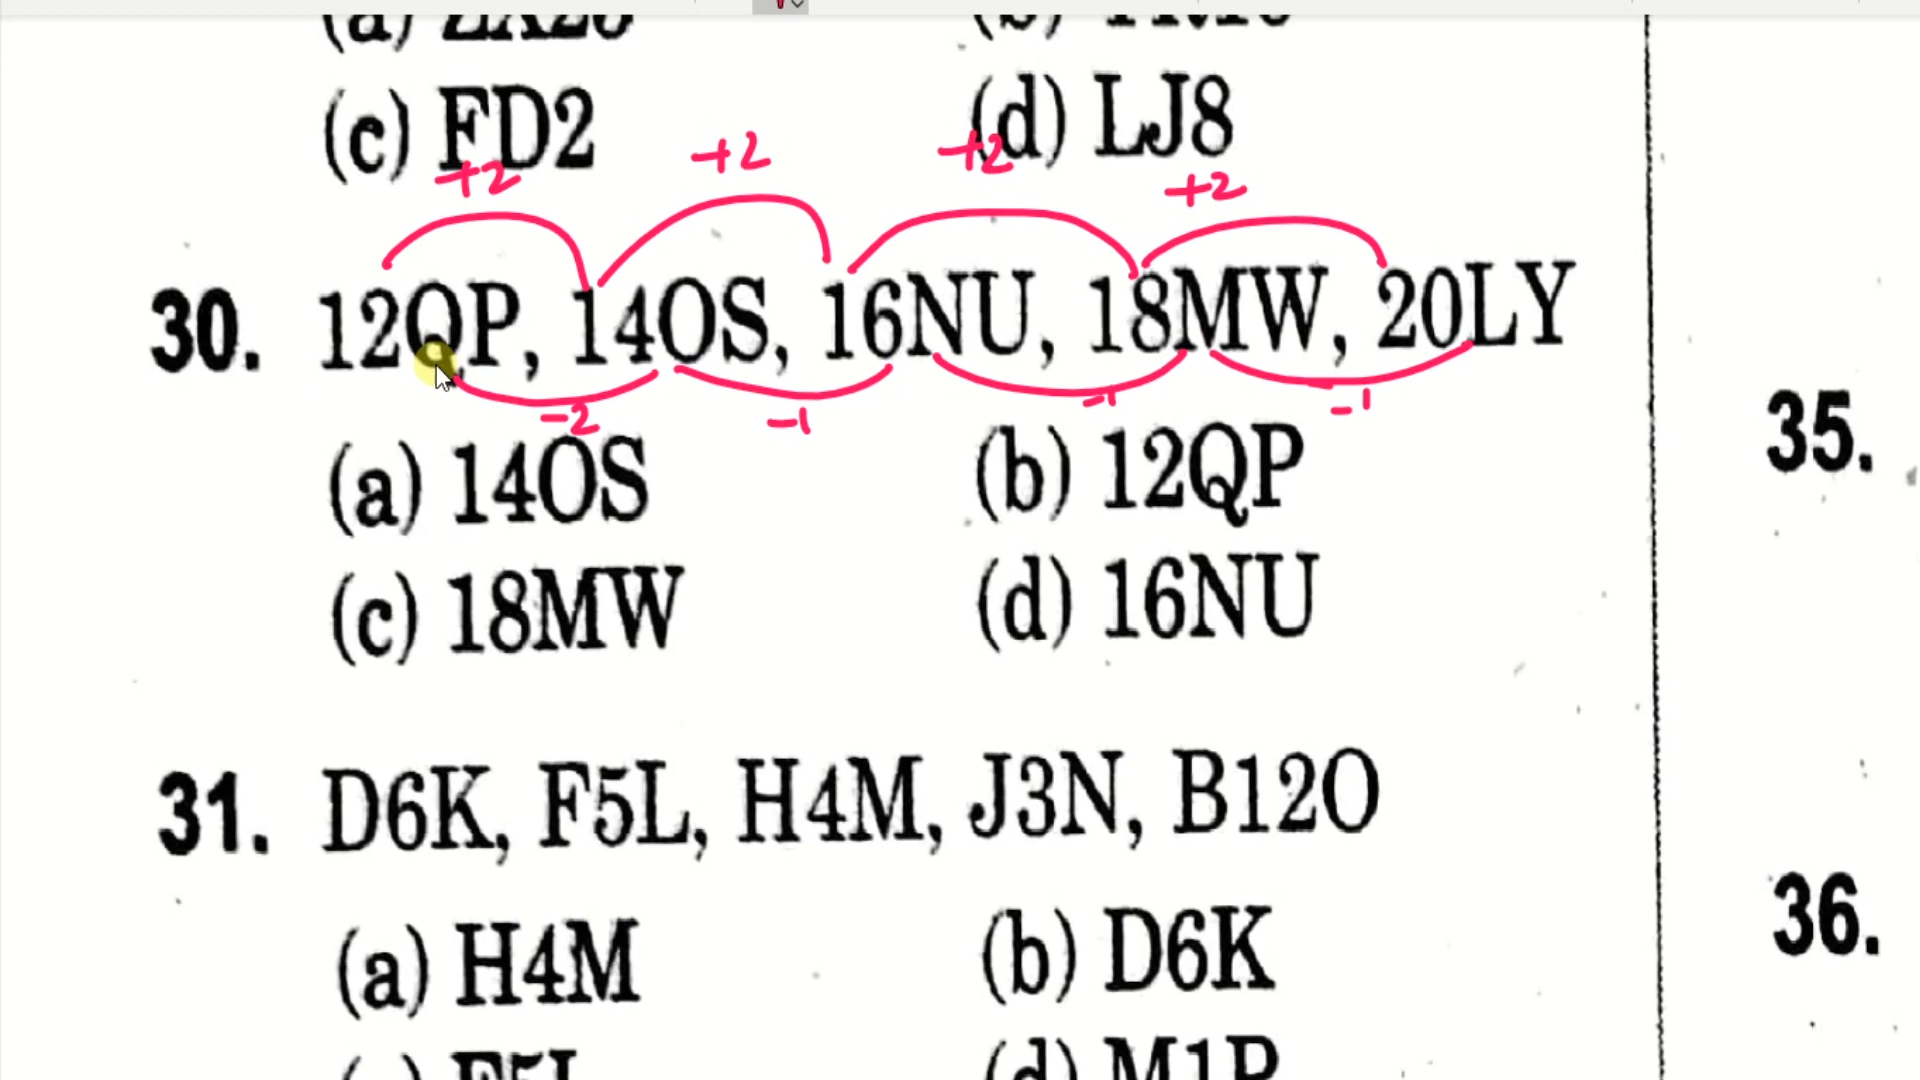 (c) FD2 (d) LJ8
+2 +2 +2 +2
30. 12QP, 14OS, 16NU, 18MW, 20LY
-2 -1 -1 -1
(a) 14OS (b) 12QP
35.
(c) 18MW (d) 16NU
31. D6K, F5L, H4M, J3N, B12O
36.
(a) H4M (b) D6K